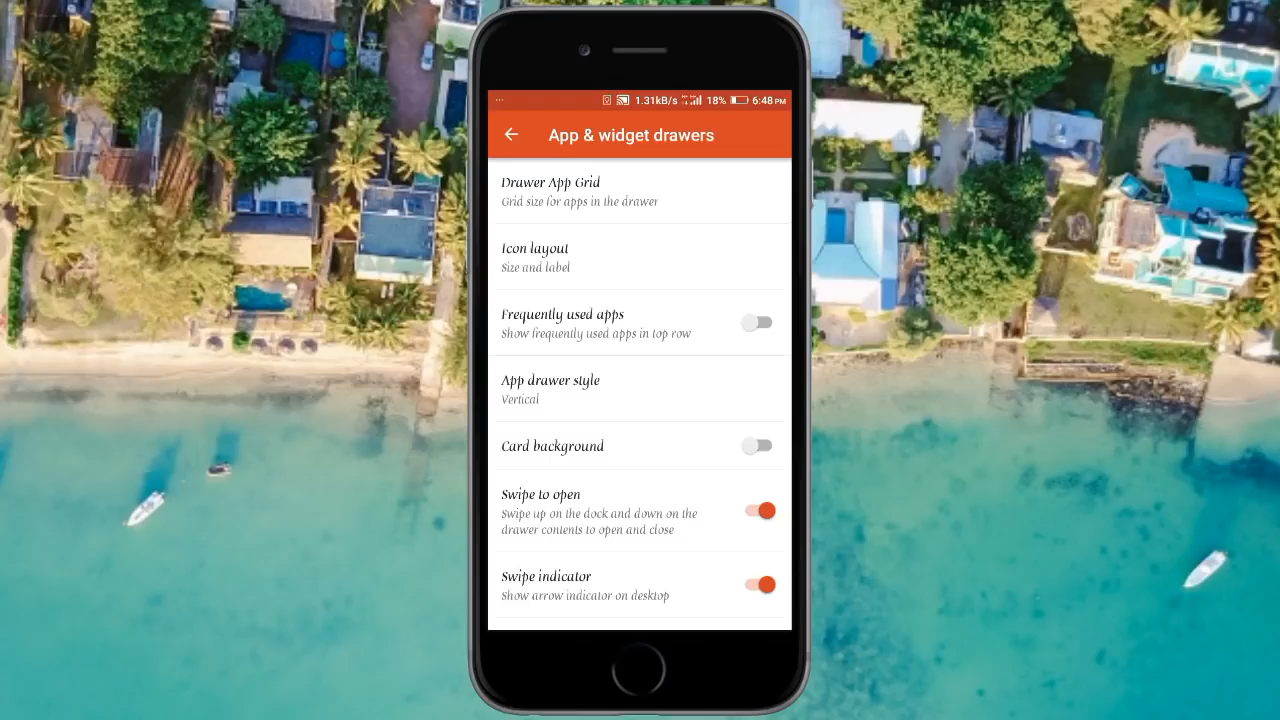 ... 1.31kB/s 18% 6:48 PM
App & widget drawers
Drawer App Grid
Grid size for apps in the drawer
Icon layout
Size and label
Frequently used apps
Show frequently used apps in top row
App drawer style
Vertical
Card background
Swipe to open
Swipe up on the dock and down on the
drawer contents to open and close
Swipe indicator
Show arrow indicator on desktop